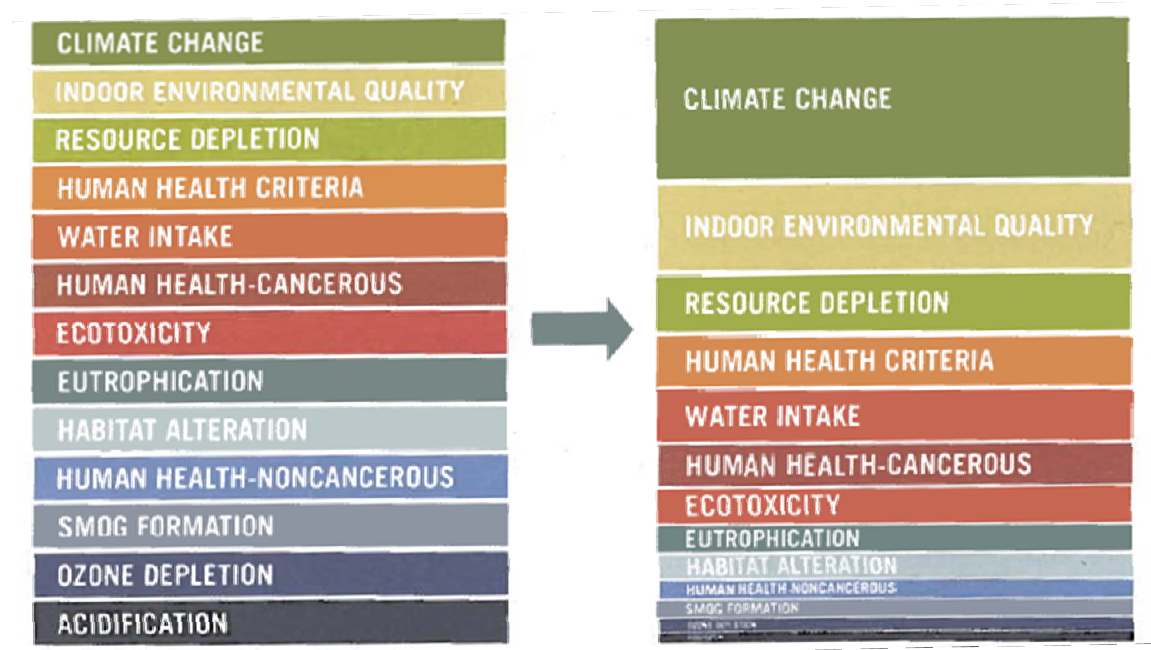 CLIMATE CHANGE
INDOOR ENVIRONMENTAL QUALITY
RESOURCE DEPLETION
HUMAN HEALTH CRITERIA
WATER INTAKE
HUMAN HEALTH-CANCEROUS
ECOTOXICITY
EUTROPHICATION
HABITAT ALTERATION
HUMAN HEALTH-NONCANCEROUS
SMOG FORMATION
OZONE DEPLETION
ACIDIFICATION
CLIMATE CHANGE
INDOOR ENVIRONMENTAL QUALITY
RESOURCE DEPLETION
HUMAN HEALTH CRITERIA
WATER INTAKE
HUMAN HEALTH-CANCEROUS
ECOTOXICITY
EUTROPHICATION
HABITAT ALTERATION
HUMAN HEALTH-NONCANCEROUS
SMOG FORMATION
OZONE DEPLETION